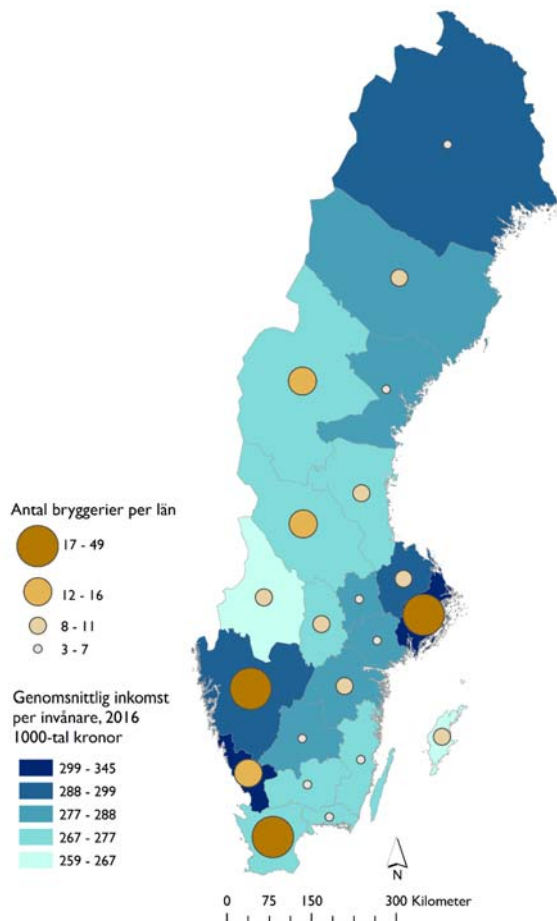 Antal bryggerier per län
17 - 49
12 - 16
8 - 11
3 - 7
Genomsnittlig inkomst
per invånare, 2016
1000-tal kronor
299 - 345
288 - 299
277 - 288
267 - 277
259 - 267
N
0 75 150 300 Kilometer